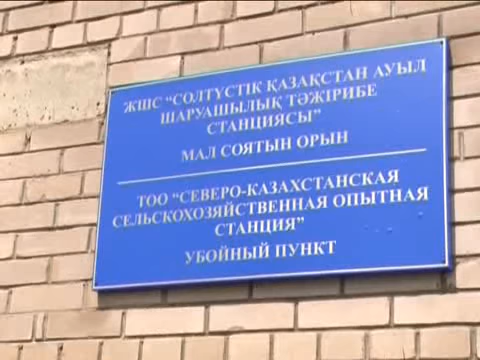 ЖШС “СОЛТҮСТІК ҚАЗАҚСТАН АУЫЛ
ШАРУАШЫЛЫҚ ТӘЖІРИБЕ
СТАНЦИЯСЫ”
МАЛ СОЯТЫН ОРЫН
ТОО “СЕВЕРО-КАЗАХСТАНСКАЯ
СЕЛЬСКОХОЗЯЙСТВЕННАЯ ОПЫТНАЯ
СТАНЦИЯ”
УБОЙНЫЙ ПУНКТ